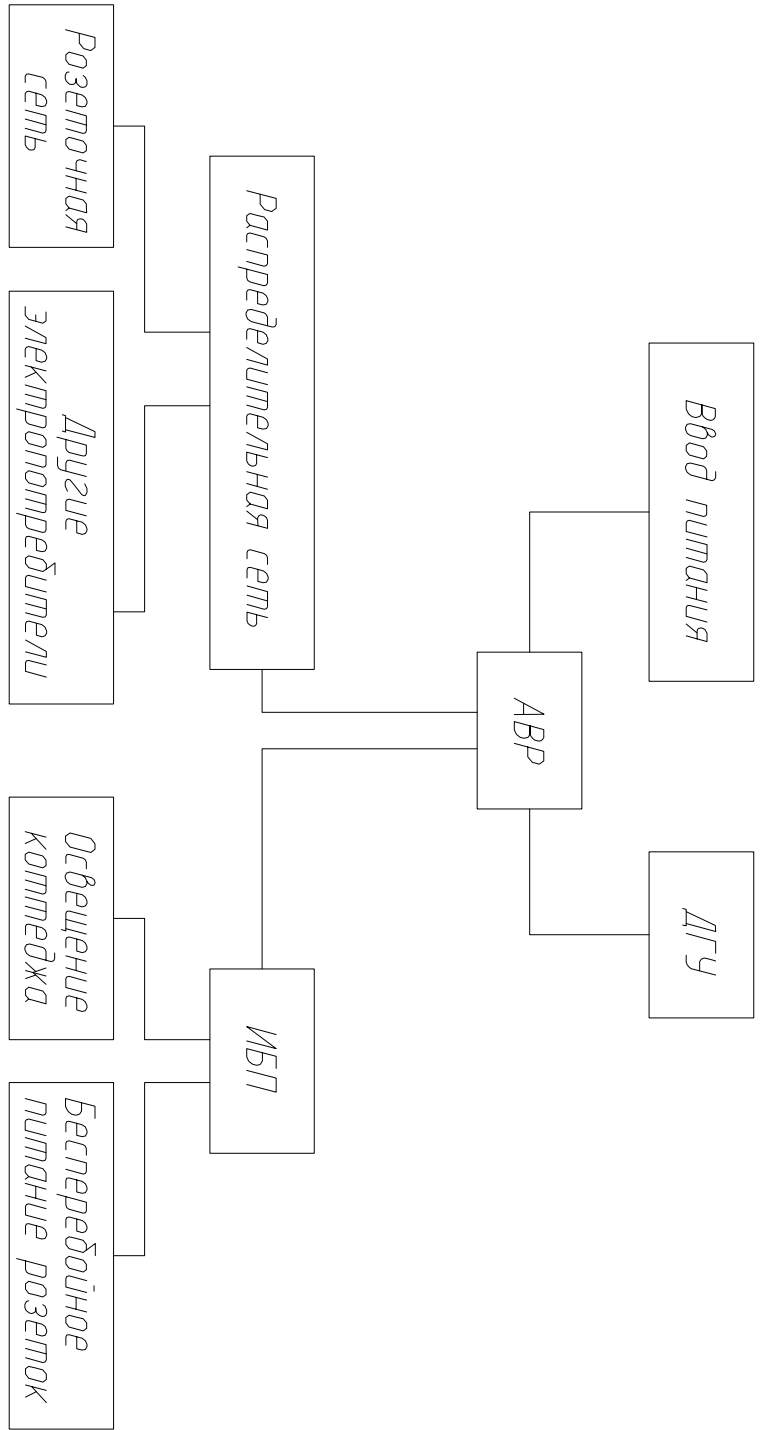 Ввод питания
ДГУ
АВР
Распределительная сеть
ИБП
Розеточная
сеть
Другие
электропотребители
Освещение
коттеджа
Бесперебойное
питание розеток